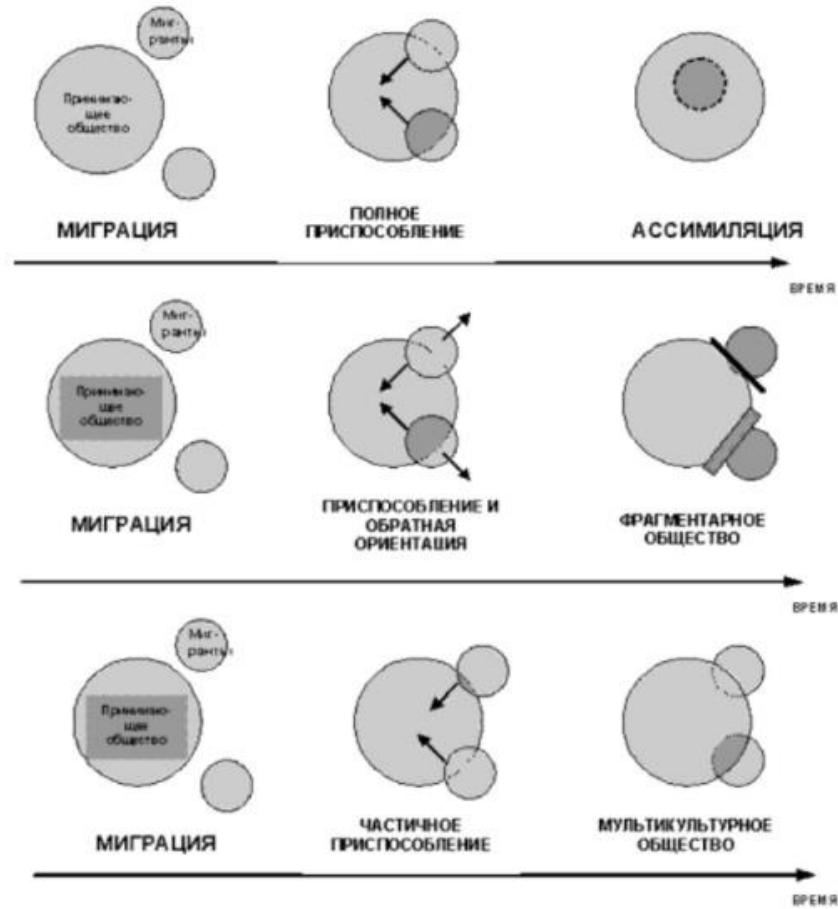 Миг-
ранты
Принимаю-
щее
общество
МИГРАЦИЯ
ПОЛНОЕ
ПРИСПОСОБЛЕНИЕ
АССИМИЛЯЦИЯ
ВРЕМЯ
Миг-
ранты
Принимаю-
щее
общество
МИГРАЦИЯ
ПРИСПОСОБЛЕНИЕ И
ОБРАТНАЯ
ОРИЕНТАЦИЯ
ФРАГМЕНТАРНОЕ
ОБЩЕСТВО
ВРЕМЯ
Миг-
ранты
Принимаю-
щее
общество
МИГРАЦИЯ
ЧАСТИЧНОЕ
ПРИСПОСОБЛЕНИЕ
МУЛЬТИКУЛЬТУРНОЕ
ОБЩЕСТВО
ВРЕМЯ